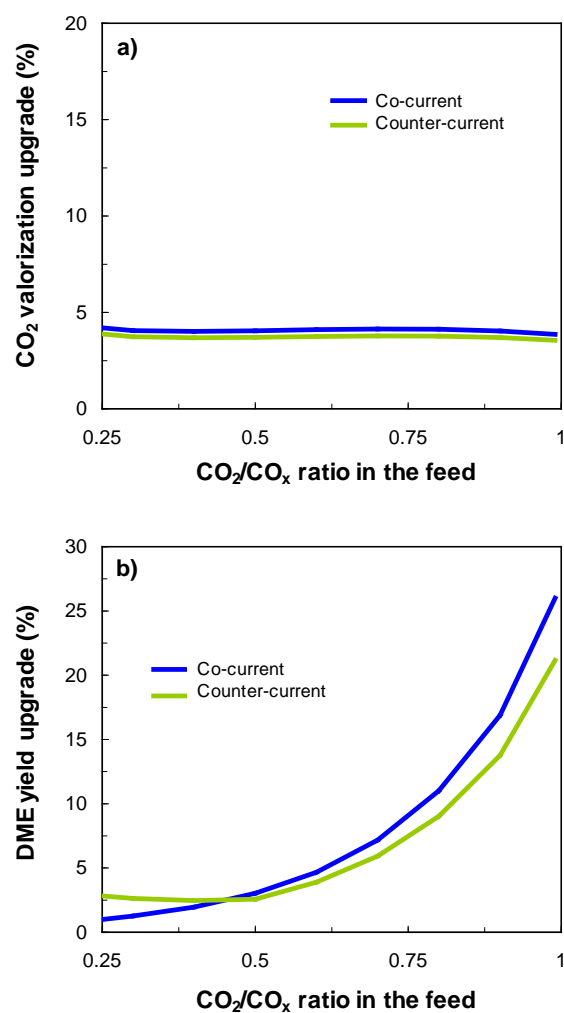 a)
CO₂ valorization upgrade (%)
20
15
10
5
0
Co-current
Counter-current
0.25
0.5
0.75
1
CO₂/COₓ ratio in the feed
b)
DME yield upgrade (%)
30
25
20
15
10
5
0
Co-current
Counter-current
0.25
0.5
0.75
1
CO₂/COₓ ratio in the feed